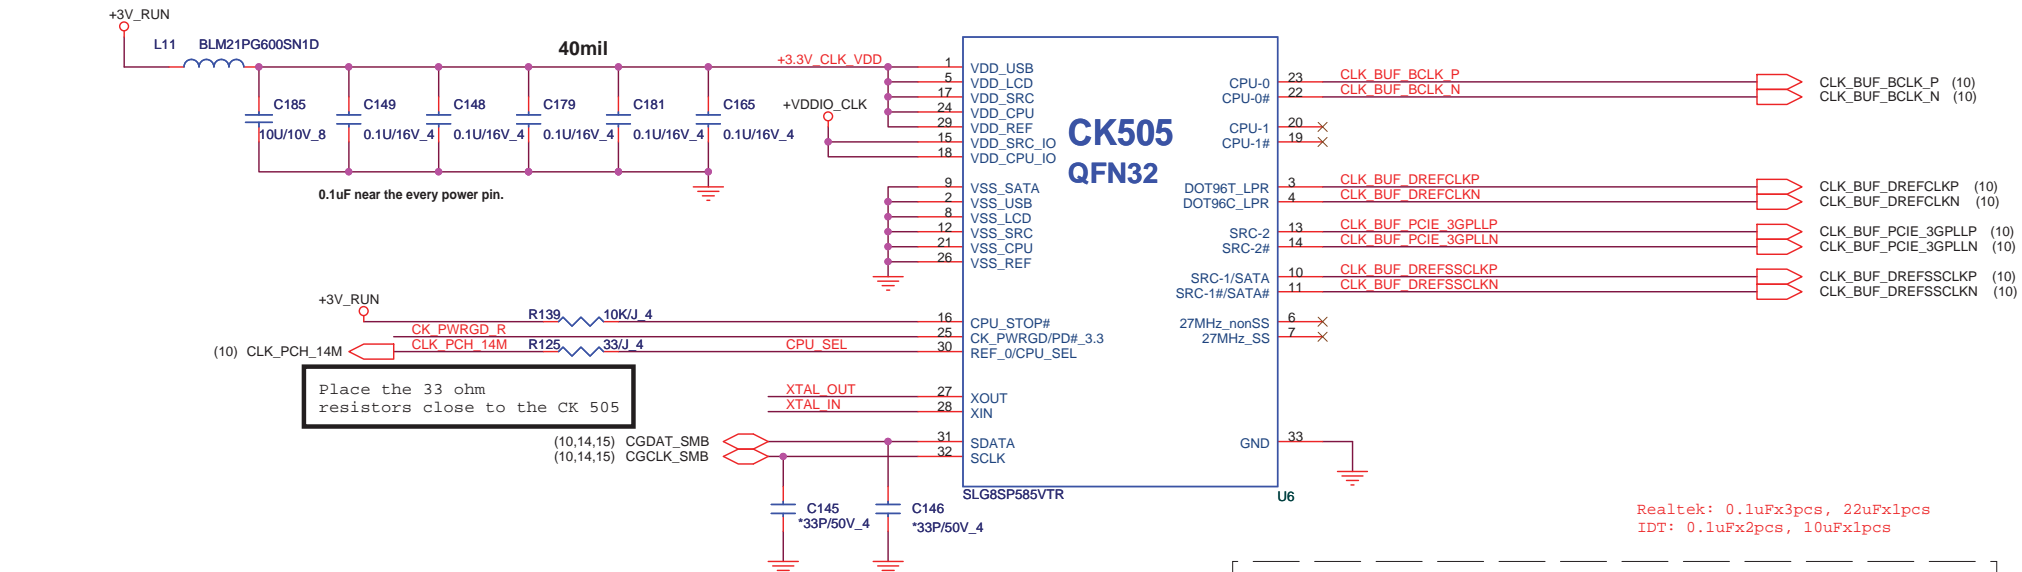 +3V_RUN
L11 BLM21PG600SN1D
40mil
+3.3V_CLK_VDD
C185
10U/10V_8
C149
0.1U/16V_4
C148
0.1U/16V_4
C179
0.1U/16V_4
C181
0.1U/16V_4
C165
0.1U/16V_4
0.1uF near the every power pin.
+VDDIO_CLK
CK505
QFN32
1 VDD_USB
5 VDD_LCD
17 VDD_SRC
24 VDD_CPU
29 VDD_REF
15 VDD_SRC_IO
18 VDD_CPU_IO
9 VSS_SATA
2 VSS_USB
8 VSS_LCD
12 VSS_SRC
21 VSS_CPU
26 VSS_REF
+3V_RUN
R139 10K/J_4
16 CPU_STOP#
CK_PWRGD_R
25 CK_PWRGD/PD#_3.3
(10) CLK_PCH_14M
CLK_PCH_14M
R125 33/J_4
CPU_SEL
30 REF_0/CPU_SEL
Place the 33 ohm
resistors close to the CK 505
XTAL_OUT 27 XOUT
XTAL_IN 28 XIN
(10,14,15) CGDAT_SMB 31 SDATA
(10,14,15) CGCLK_SMB 32 SCLK
C145
*33P/50V_4
C146
*33P/50V_4
SLG8SP585VTR
U6
CPU-0 23 CLK_BUF_BCLK_P CLK_BUF_BCLK_P (10)
CPU-0# 22 CLK_BUF_BCLK_N CLK_BUF_BCLK_N (10)
CPU-1 20
CPU-1# 19
DOT96T_LPR 3 CLK_BUF_DREFCLKP CLK_BUF_DREFCLKP (10)
DOT96C_LPR 4 CLK_BUF_DREFCLKN CLK_BUF_DREFCLKN (10)
SRC-2 13 CLK_BUF_PCIE_3GPLLP CLK_BUF_PCIE_3GPLLP (10)
SRC-2# 14 CLK_BUF_PCIE_3GPLLN CLK_BUF_PCIE_3GPLLN (10)
SRC-1/SATA 10 CLK_BUF_DREFSSCLKP CLK_BUF_DREFSSCLKP (10)
SRC-1#/SATA# 11 CLK_BUF_DREFSSCLKN CLK_BUF_DREFSSCLKN (10)
27MHz_nonSS 6
27MHz_SS 7
GND 33
Realtek: 0.1uFx3pcs, 22uFx1pcs
IDT: 0.1uFx2pcs, 10uFx1pcs